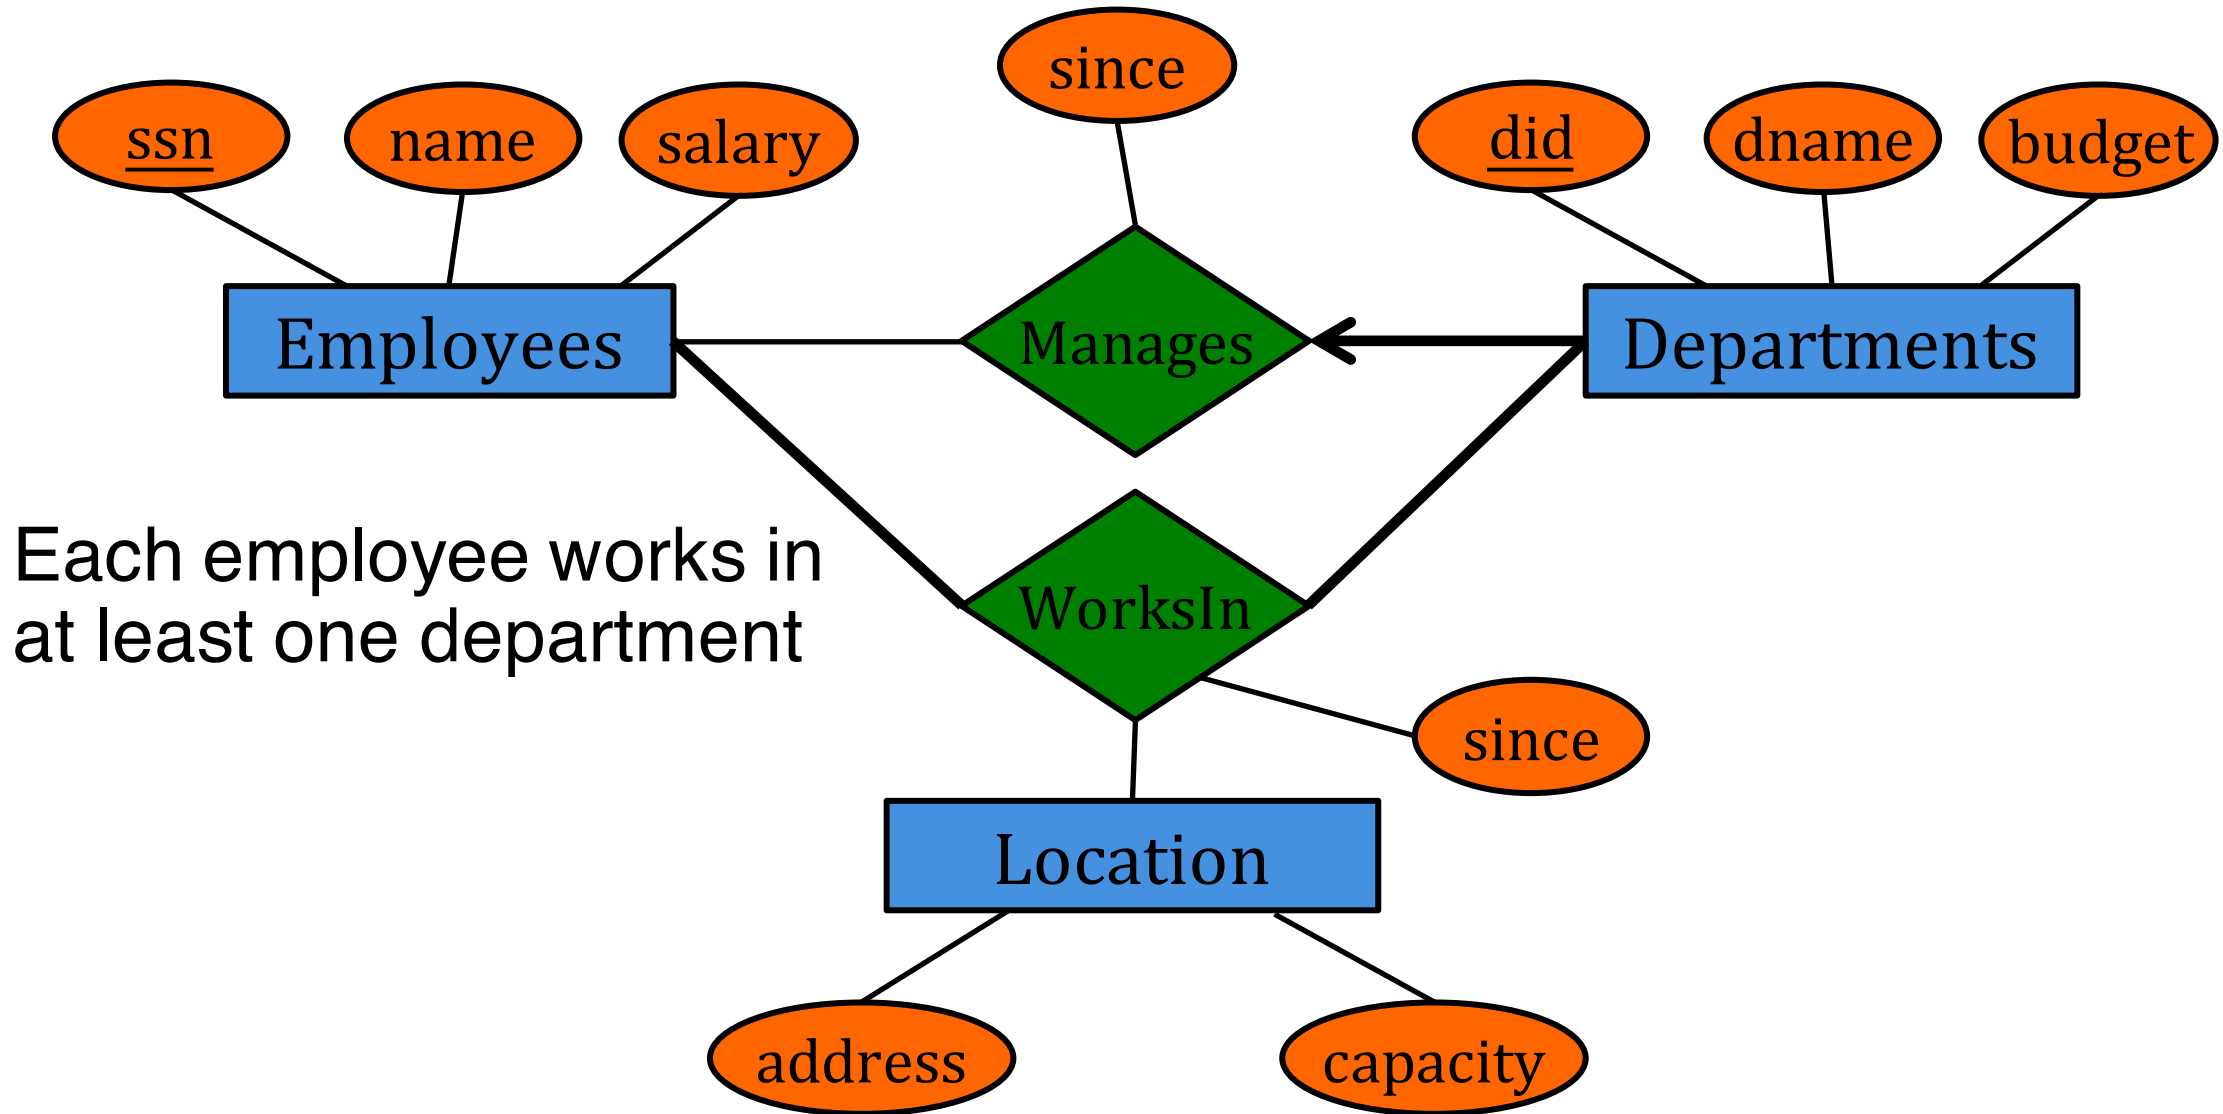 since
ssn
name
salary
did
dname
budget
Employees
Manages
Departments
Each employee works in
at least one department
WorksIn
since
Location
address
capacity